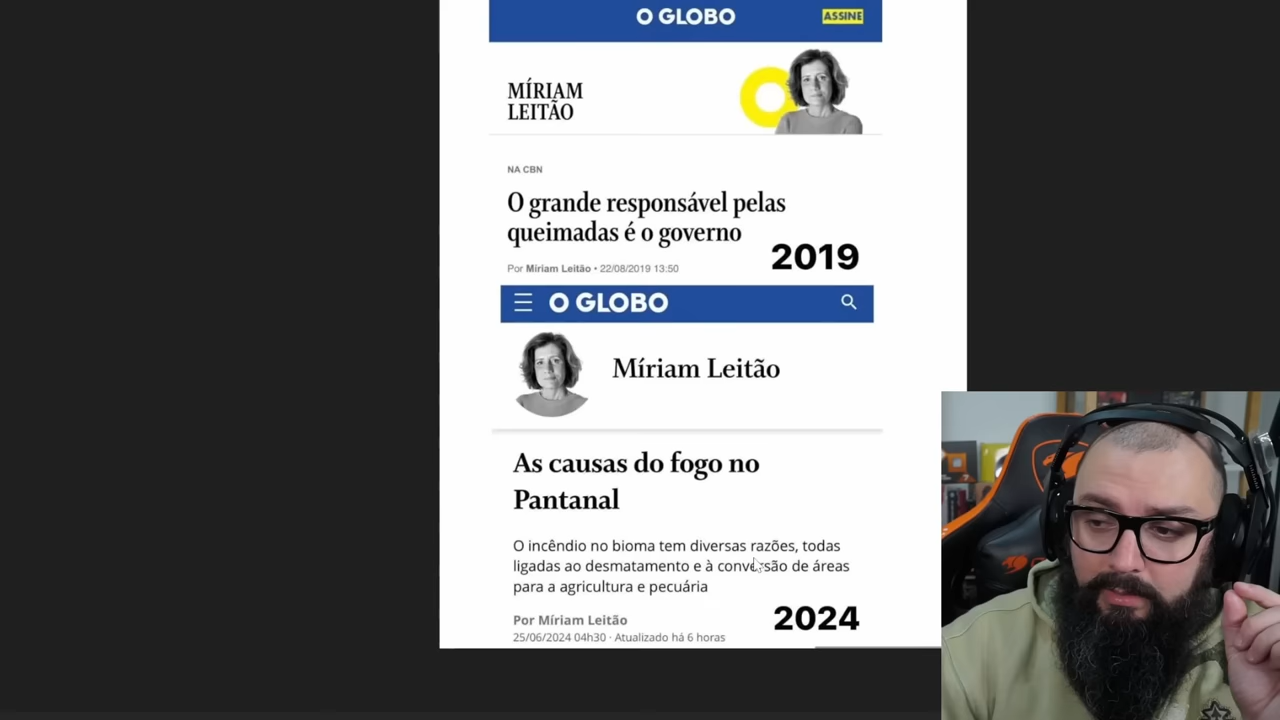 O GLOBO
ASSINE
MÍRIAM
LEITÃO
NA CBN
O grande responsável pelas
queimadas é o governo
2019
Por Míriam Leitão • 22/08/2019 13:50
O GLOBO
Míriam Leitão
As causas do fogo no
Pantanal
O incêndio no bioma tem diversas razões, todas
ligadas ao desmatamento e à conversão de áreas
para a agricultura e pecuária
Por Míriam Leitão
2024
25/06/2024 04h30 · Atualizado há 6 horas